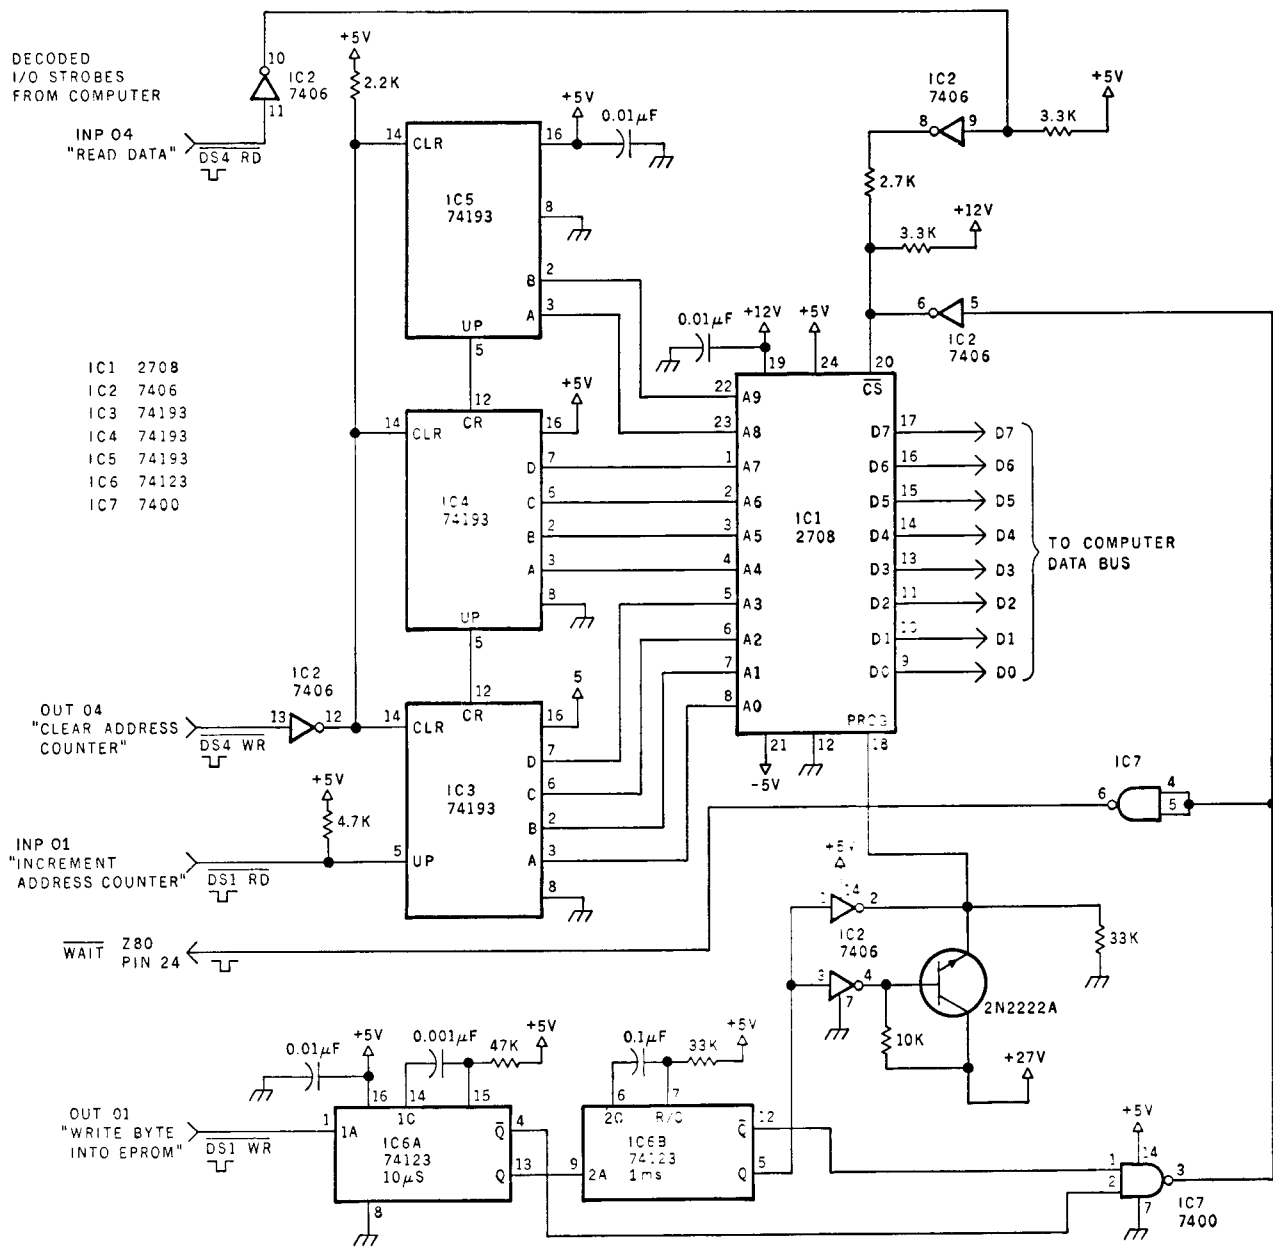 DECODED
I/O STROBES
FROM COMPUTER
INP 04
"READ DATA"
DS4 RD
10
IC2
7406
11
+5V
2.2K
14
CLR
IC5
74193
16
+5V
0.01µF
8
B
2
A
3
UP
5
IC2
7406
8
9
3.3K
+5V
2.7K
+12V
3.3K
6
5
IC2
7406
IC1 2708
IC2 7406
IC3 74193
IC4 74193
IC5 74193
IC6 74123
IC7 7400
12
CR
14
CLR
16
+5V
IC4
74193
D
7
C
6
B
2
A
3
8
UP
5
0.01µF
+12V
+5V
19
24
20
CS
22
A9
23
A8
1
A7
2
A6
3
A5
4
A4
5
A3
6
A2
7
A1
8
A0
IC1
2708
D7
17
D7
D6
16
D6
D5
15
D5
D4
14
D4
D3
13
D3
D2
11
D2
D1
10
D1
D0
9
D0
TO COMPUTER
DATA BUS
PROG
21
12
18
-5V
OUT 04
"CLEAR ADDRESS
COUNTER"
DS4 WR
IC2
7406
13
12
14
CLR
12
CR
16
5
IC3
74193
D
7
C
6
B
2
A
3
8
+5V
4.7K
INP 01
"INCREMENT
ADDRESS COUNTER"
DS1 RD
5
UP
WAIT
Z80
PIN 24
IC7
6
4
5
+5V
14
1
2
IC2
7406
3
4
7
33K
2N2222A
10K
+27V
OUT 01
"WRITE BYTE
INTO EPROM"
DS1 WR
0.01µF
+5V
0.001µF
47K
+5V
16
14
15
1C
1
1A
IC6A
74123
10µS
Q
4
Q
13
8
0.1µF
33K
+5V
6
7
2C
R/C
9
2A
IC6B
74123
1ms
Q
12
Q
5
+5V
14
1
2
3
7
IC7
7400